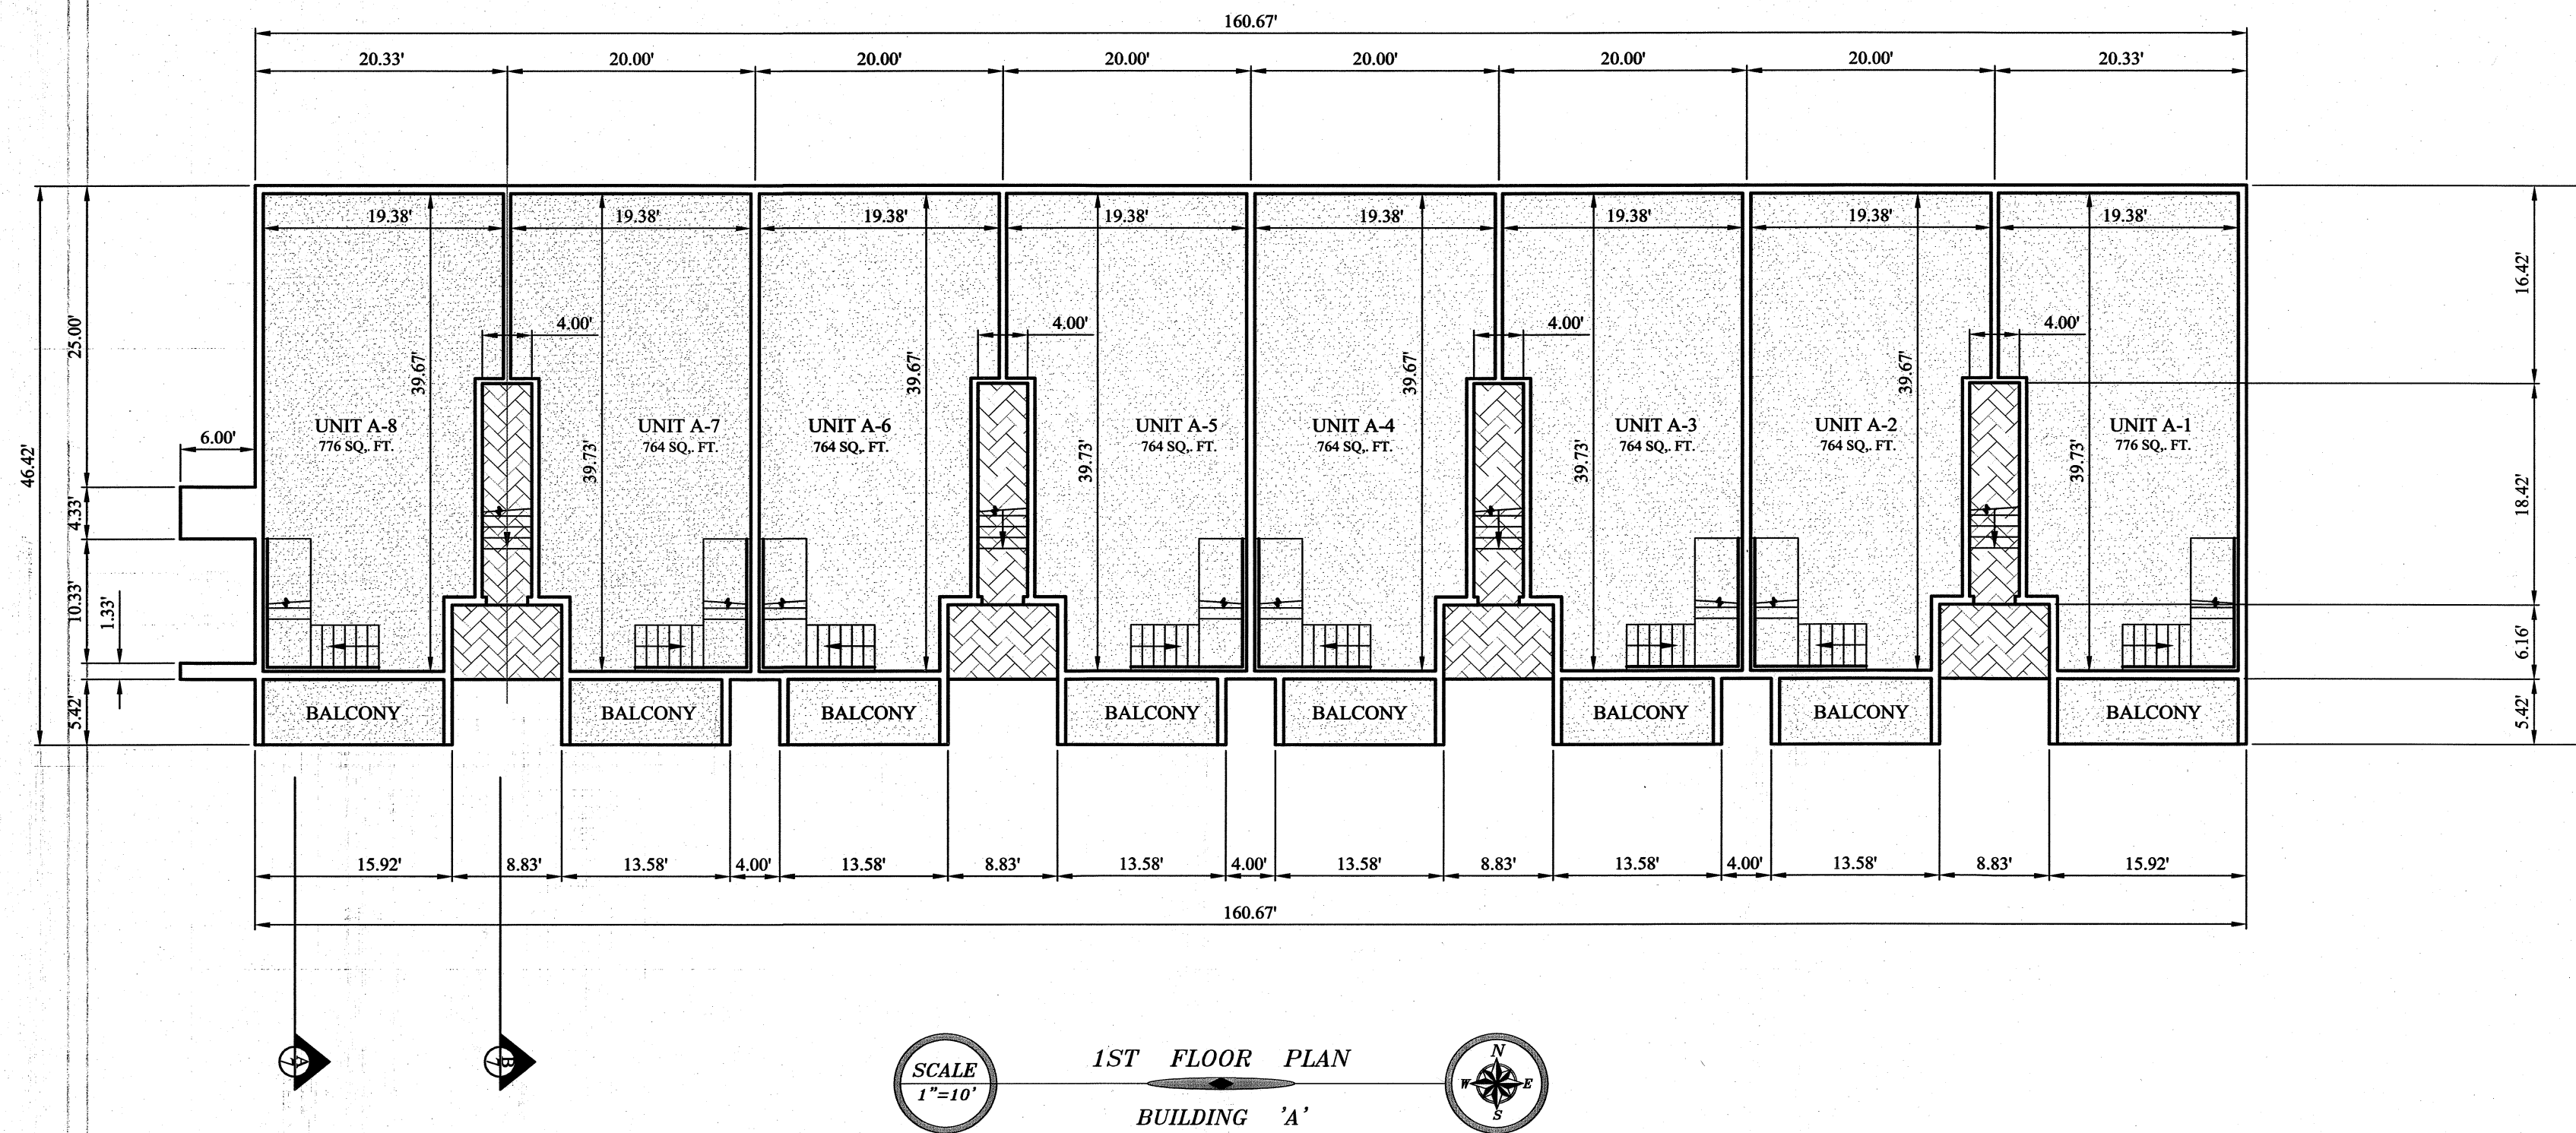 160.67'
20.33' 20.00' 20.00' 20.00' 20.00' 20.00' 20.00' 20.33'
19.38' 19.38' 19.38' 19.38' 19.38' 19.38' 19.38' 19.38'
16.42'
25.00'
4.00' 4.00' 4.00' 4.00'
39.67' 39.67' 39.67' 39.67'
UNIT A-8 UNIT A-7 UNIT A-6 UNIT A-5 UNIT A-4 UNIT A-3 UNIT A-2 UNIT A-1
776 SQ,. FT. 764 SQ,. FT. 764 SQ,. FT. 764 SQ,. FT. 764 SQ,. FT. 764 SQ,. FT. 764 SQ,. FT. 776 SQ,. FT.
6.00'
46.42'
39.73' 39.73' 39.73' 39.73'
18.42'
4.33'
10.33'
1.33'
6.16'
5.42'
BALCONY BALCONY BALCONY BALCONY BALCONY BALCONY BALCONY BALCONY
5.42'
15.92' 8.83' 13.58' 4.00' 13.58' 8.83' 13.58' 4.00' 13.58' 8.83' 13.58' 4.00' 13.58' 8.83' 15.92'
160.67'
A
7
B
7
SCALE
1"=10'
1ST FLOOR PLAN
BUILDING 'A'
N
W E
S